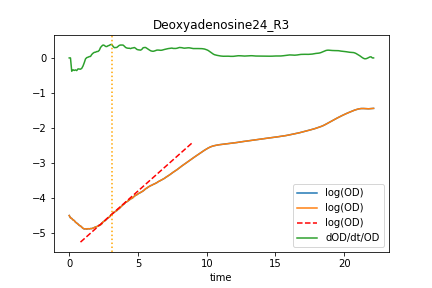 Deoxyadenosine24_R3
0
−1
−2
−3
−4
−5
log(OD)
log(OD)
log(OD)
dOD/dt/OD
0 5 10 15 20
time